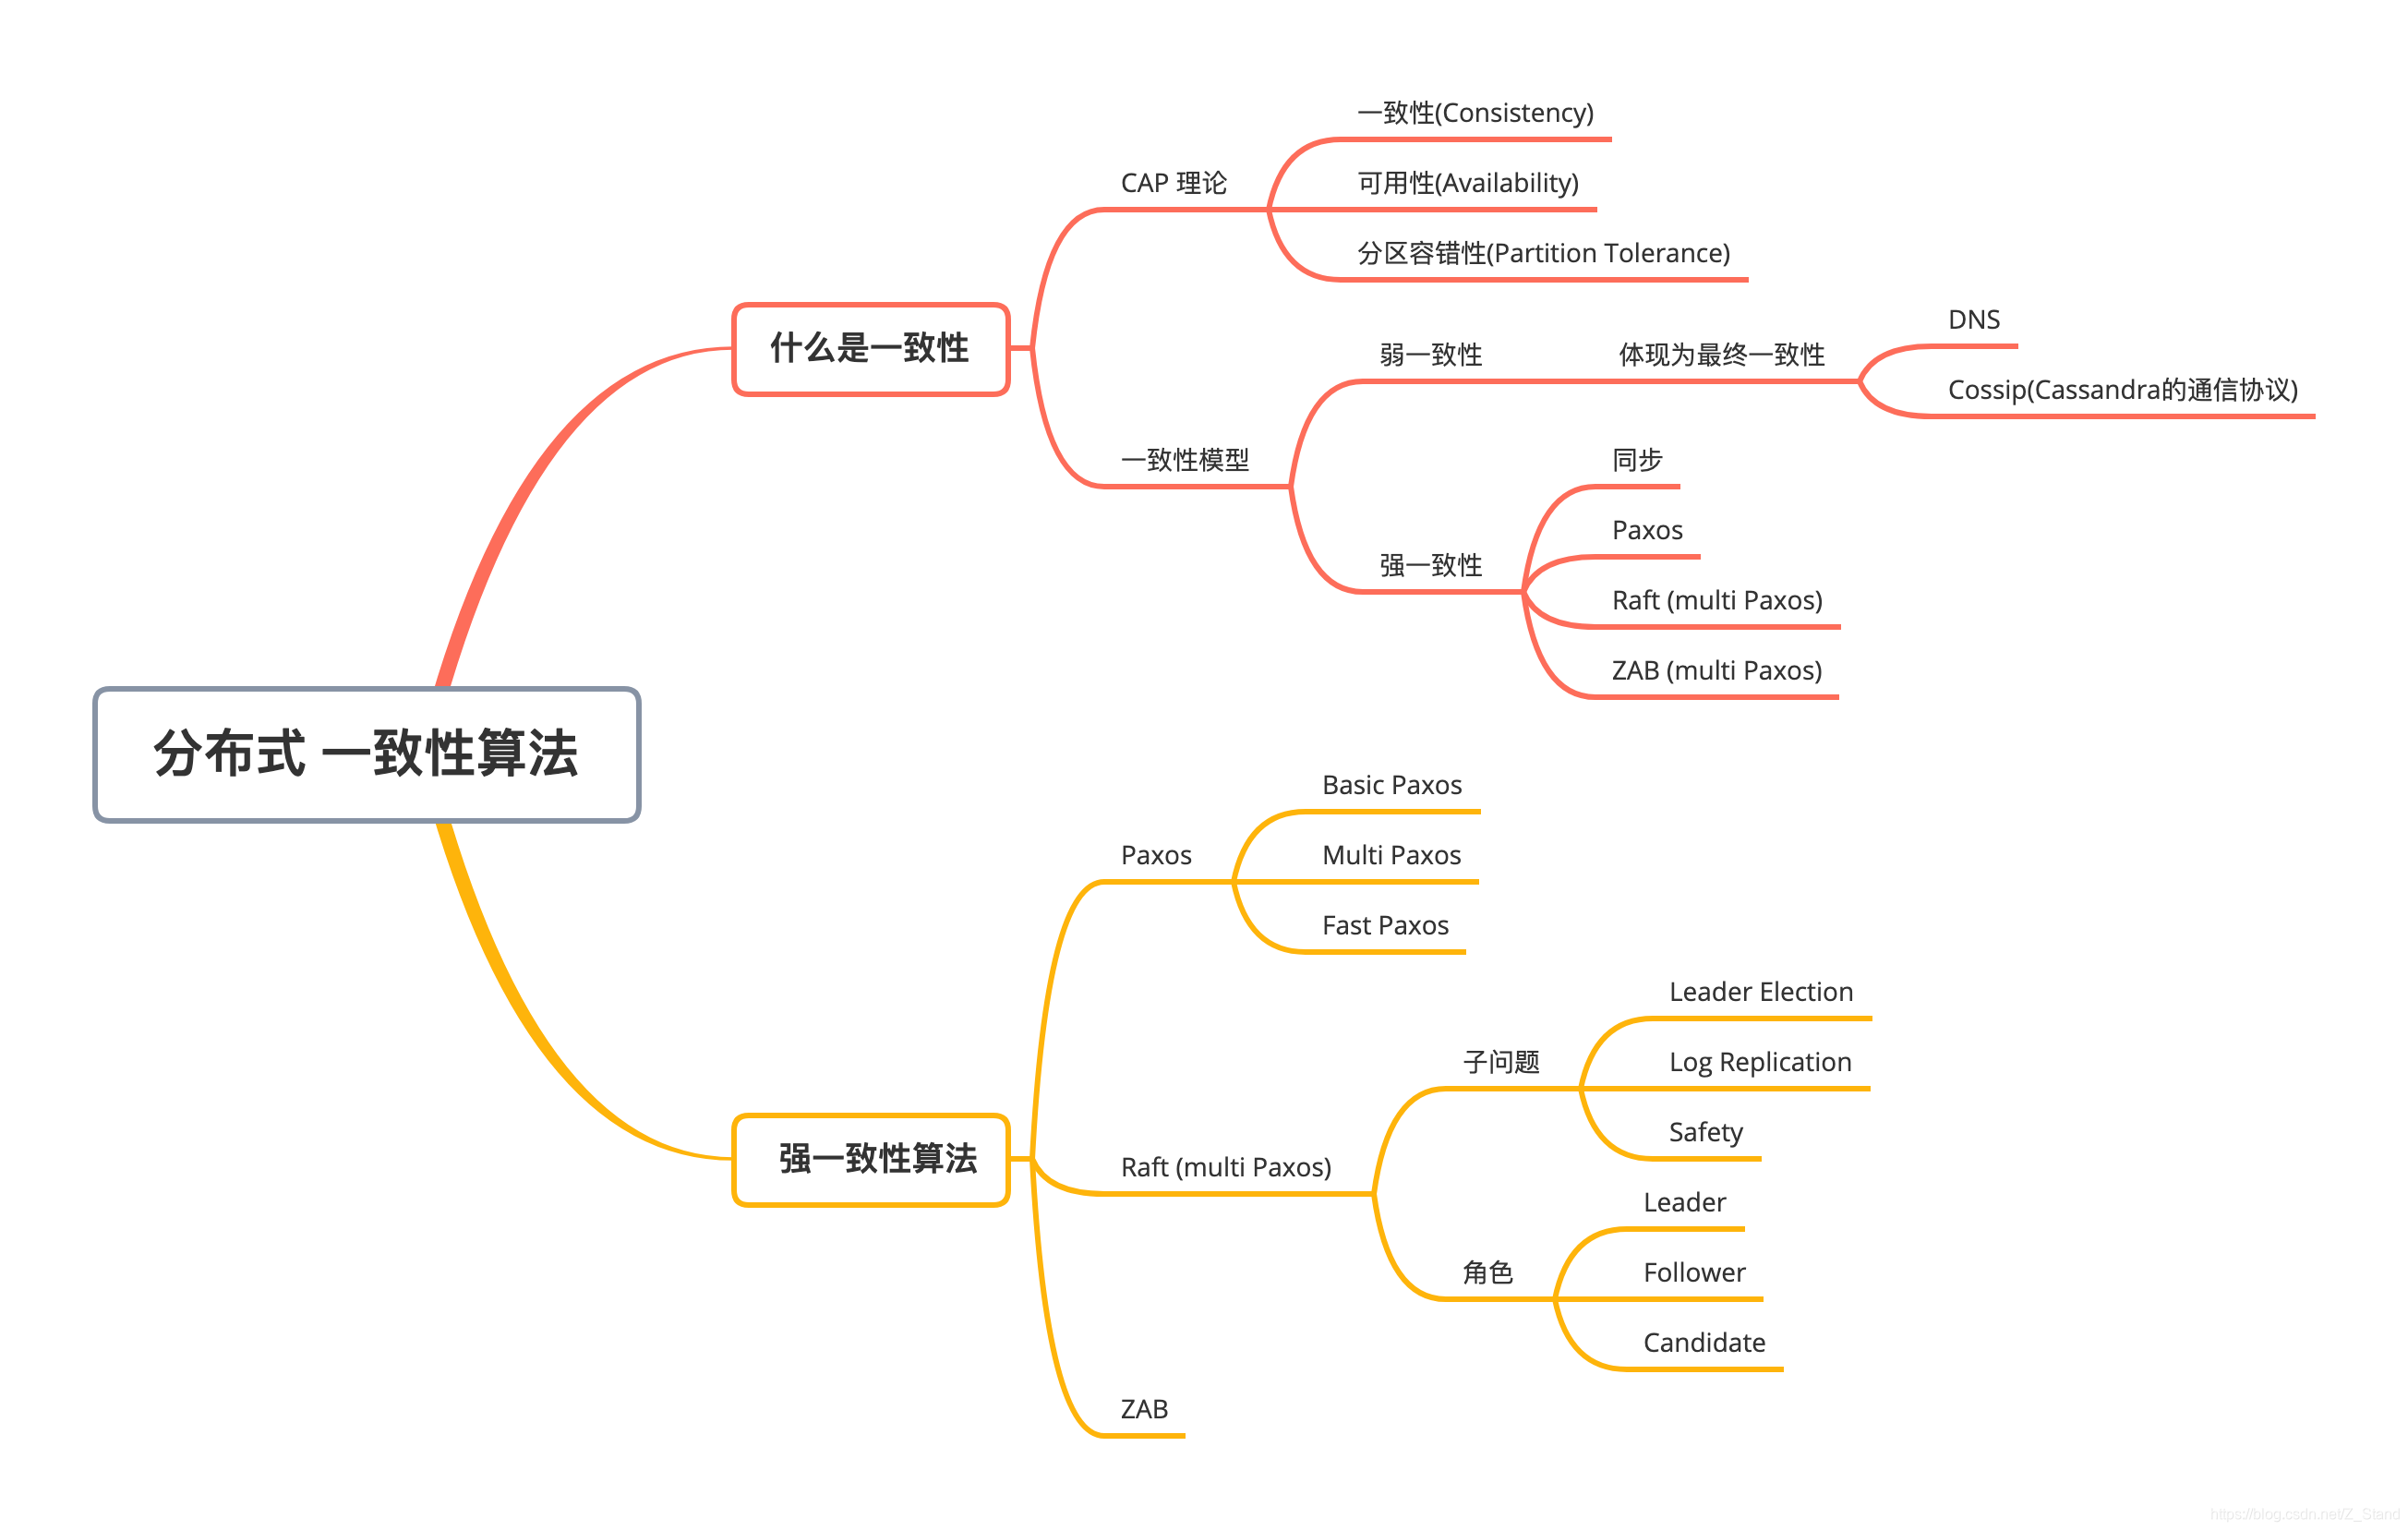 分布式 一致性算法
什么是一致性
CAP 理论
一致性(Consistency)
可用性(Availability)
分区容错性(Partition Tolerance)
一致性模型
弱一致性
体现为最终一致性
DNS
Cossip(Cassandra的通信协议)
强一致性
同步
Paxos
Raft (multi Paxos)
ZAB (multi Paxos)
强一致性算法
Paxos
Basic Paxos
Multi Paxos
Fast Paxos
Raft (multi Paxos)
子问题
Leader Election
Log Replication
Safety
角色
Leader
Follower
Candidate
ZAB
https://blog.csdn.net/Z_Stand